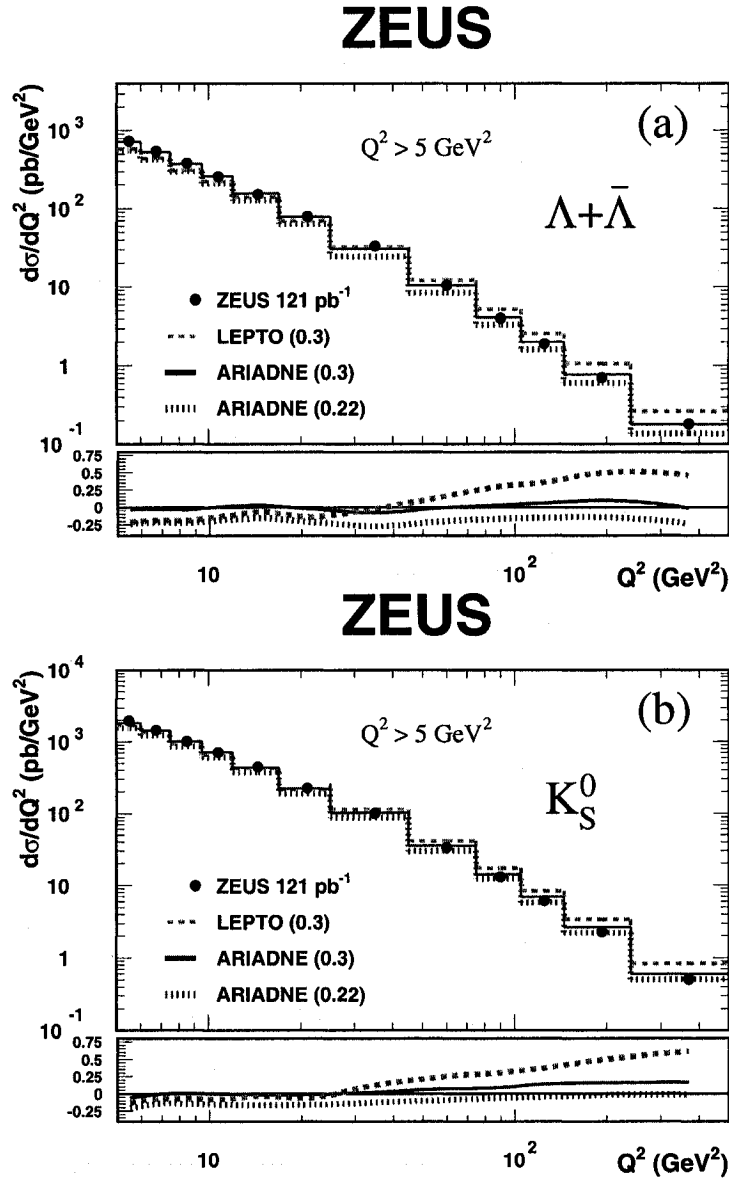 ZEUS
dσ/dQ² (pb/GeV²)
10³
10²
10
1
10⁻¹
(a)
Q² > 5 GeV²
Λ+Λ̄
ZEUS 121 pb⁻¹
LEPTO (0.3)
ARIADNE (0.3)
ARIADNE (0.22)
0.75
0.5
0.25
0
-0.25
10 10² Q² (GeV²)
ZEUS
dσ/dQ² (pb/GeV²)
10⁴
10³
10²
10
1
10⁻¹
(b)
Q² > 5 GeV²
K⁰S
ZEUS 121 pb⁻¹
LEPTO (0.3)
ARIADNE (0.3)
ARIADNE (0.22)
0.75
0.5
0.25
0
-0.25
10 10² Q² (GeV²)